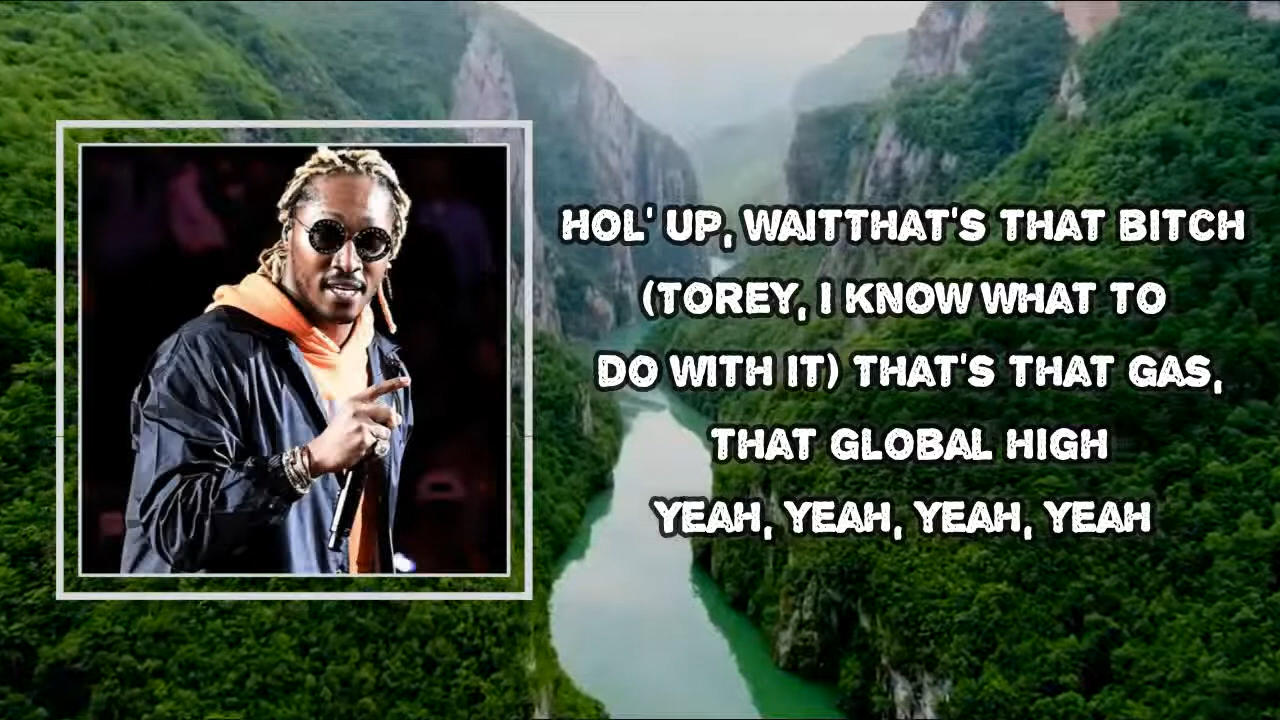 HOL' UP, WAITTHAT'S THAT BITCH
(TOREY, I KNOW WHAT TO
DO WITH IT) THAT'S THAT GAS,
THAT GLOBAL HIGH
YEAH, YEAH, YEAH, YEAH